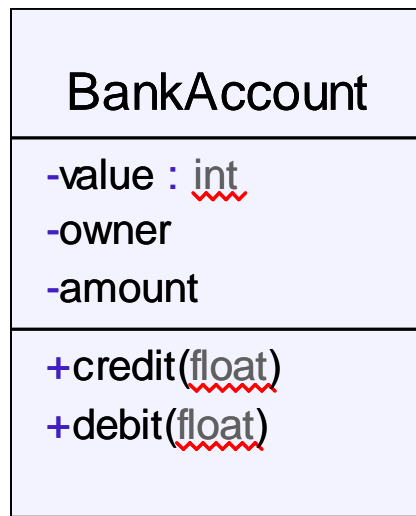 BankAccount
-value : int
-owner
-amount
+credit(float)
+debit(float)